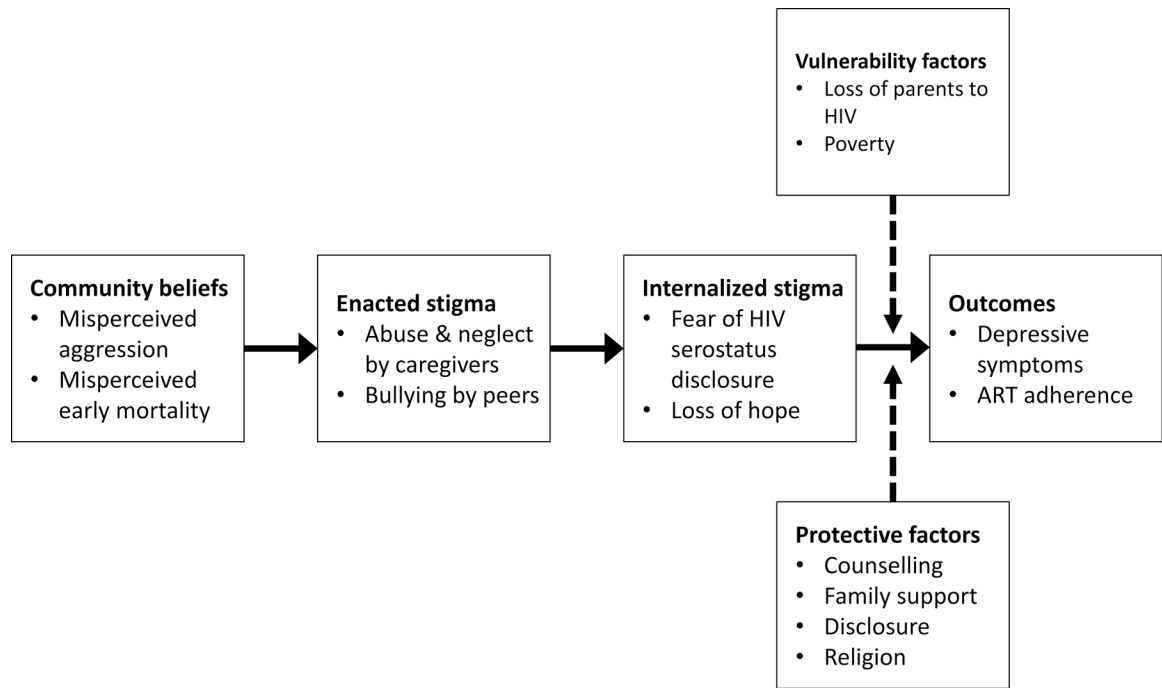 Vulnerability factors
• Loss of parents to
HIV
• Poverty
Community beliefs
• Misperceived
aggression
• Misperceived
early mortality
Enacted stigma
• Abuse & neglect
by caregivers
• Bullying by peers
Internalized stigma
• Fear of HIV
serostatus
disclosure
• Loss of hope
Outcomes
• Depressive
symptoms
• ART adherence
Protective factors
• Counselling
• Family support
• Disclosure
• Religion